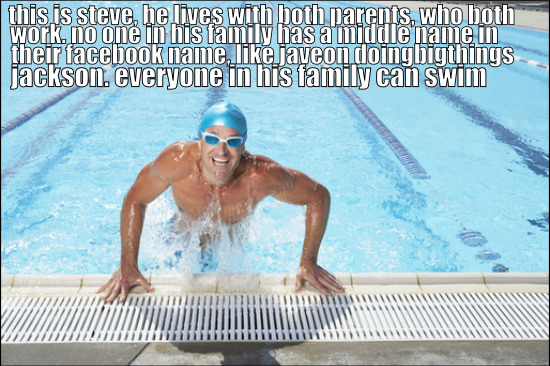 this is steve, he lives with both parents, who both
work. no one in his family has a middle name in
their facebook name, like javeon doingbigthings
jackson. everyone in his family can swim